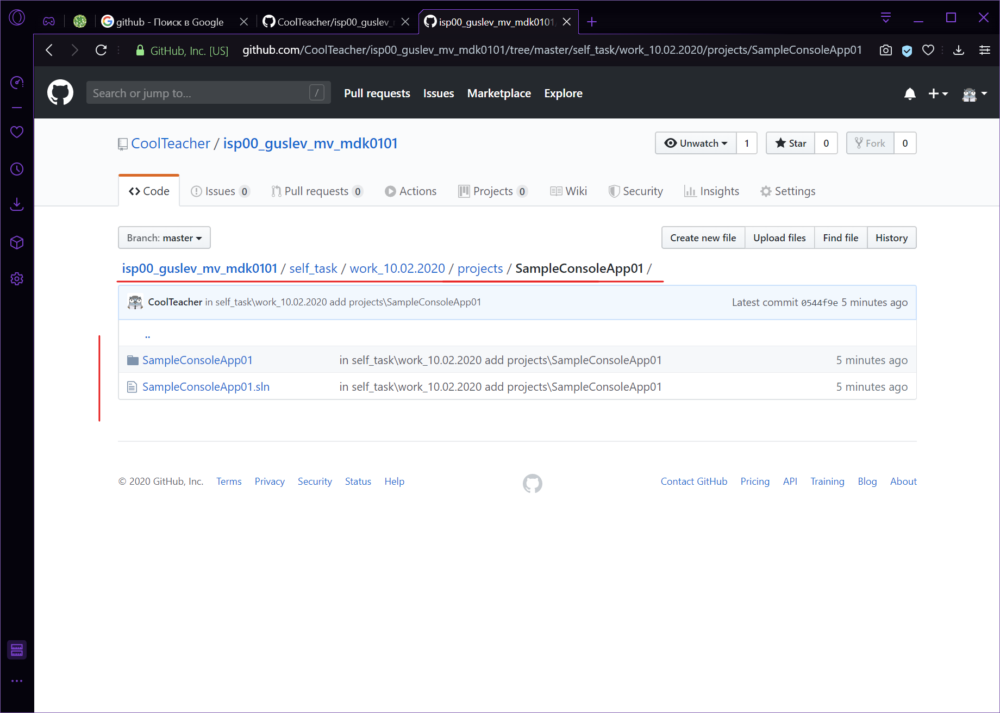 github - Поиск в Google
CoolTeacher/isp00_guslev_
isp00_guslev_mv_mdk0101
GitHub, Inc. [US] github.com/CoolTeacher/isp00_guslev_mv_mdk0101/tree/master/self_task/work_10.02.2020/projects/SampleConsoleApp01
Search or jump to... /
Pull requests Issues Marketplace Explore
CoolTeacher / isp00_guslev_mv_mdk0101
Unwatch 1 Star 0 Fork 0
Code Issues 0 Pull requests 0 Actions Projects 0 Wiki Security Insights Settings
Branch: master
Create new file Upload files Find file History
isp00_guslev_mv_mdk0101 / self_task / work_10.02.2020 / projects / SampleConsoleApp01 /
CoolTeacher in self_task\work_10.02.2020 add projects\SampleConsoleApp01 Latest commit 0544f9e 5 minutes ago
..
SampleConsoleApp01 in self_task\work_10.02.2020 add projects\SampleConsoleApp01 5 minutes ago
SampleConsoleApp01.sln in self_task\work_10.02.2020 add projects\SampleConsoleApp01 5 minutes ago
© 2020 GitHub, Inc. Terms Privacy Security Status Help Contact GitHub Pricing API Training Blog About